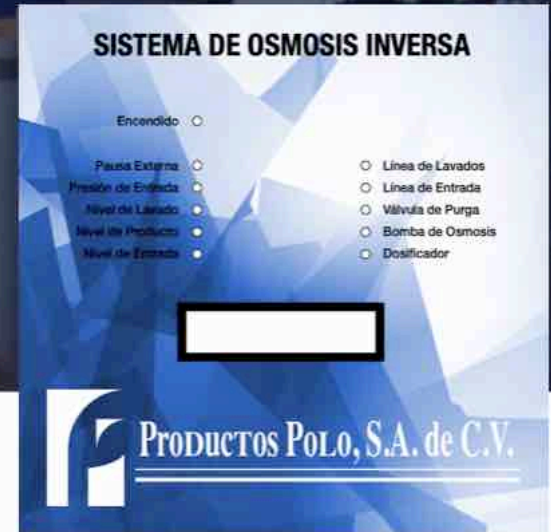 SISTEMA DE OSMOSIS INVERSA
Encendido
Pausa Externa
Presión de Entrada
Nivel de Lavado
Nivel de Producto
Nivel de Entrada
Línea de Lavados
Línea de Entrada
Válvula de Purga
Bomba de Osmosis
Dosificador
PRODUCTOS POLO, S.A. de C.V.